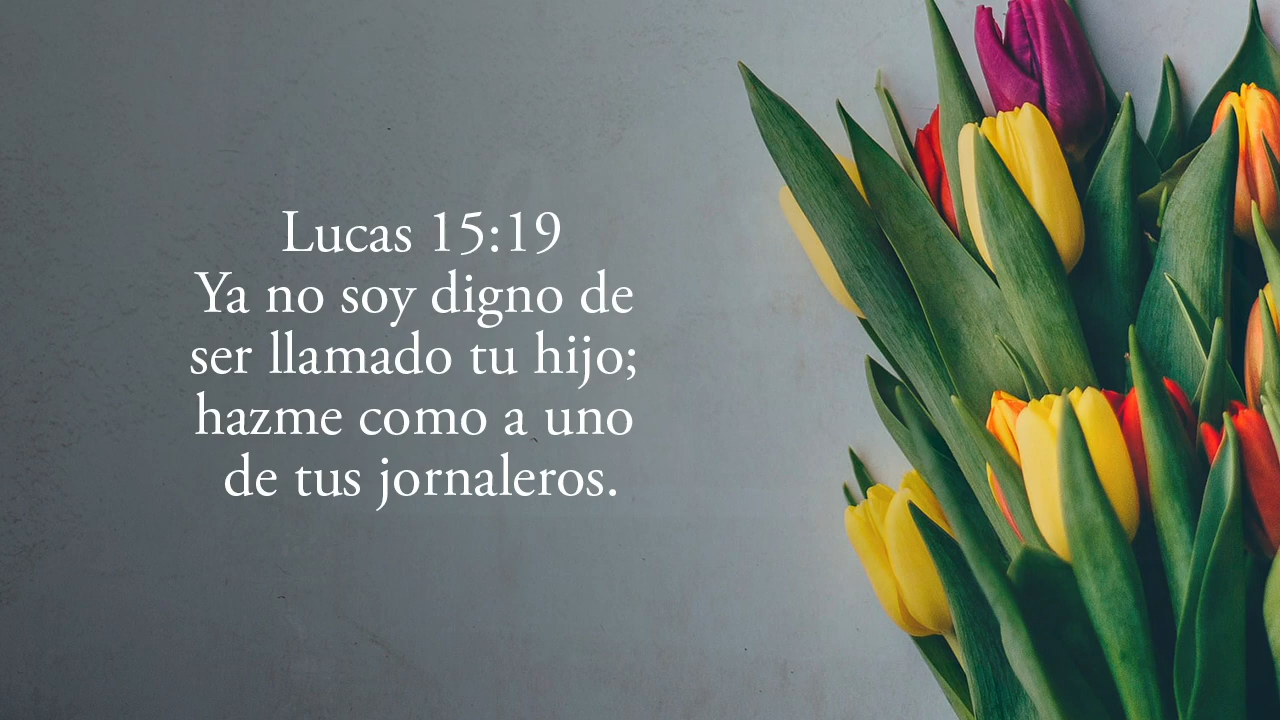 Lucas 15:19
Ya no soy digno de
ser llamado tu hijo;
hazme como a uno
de tus jornaleros.